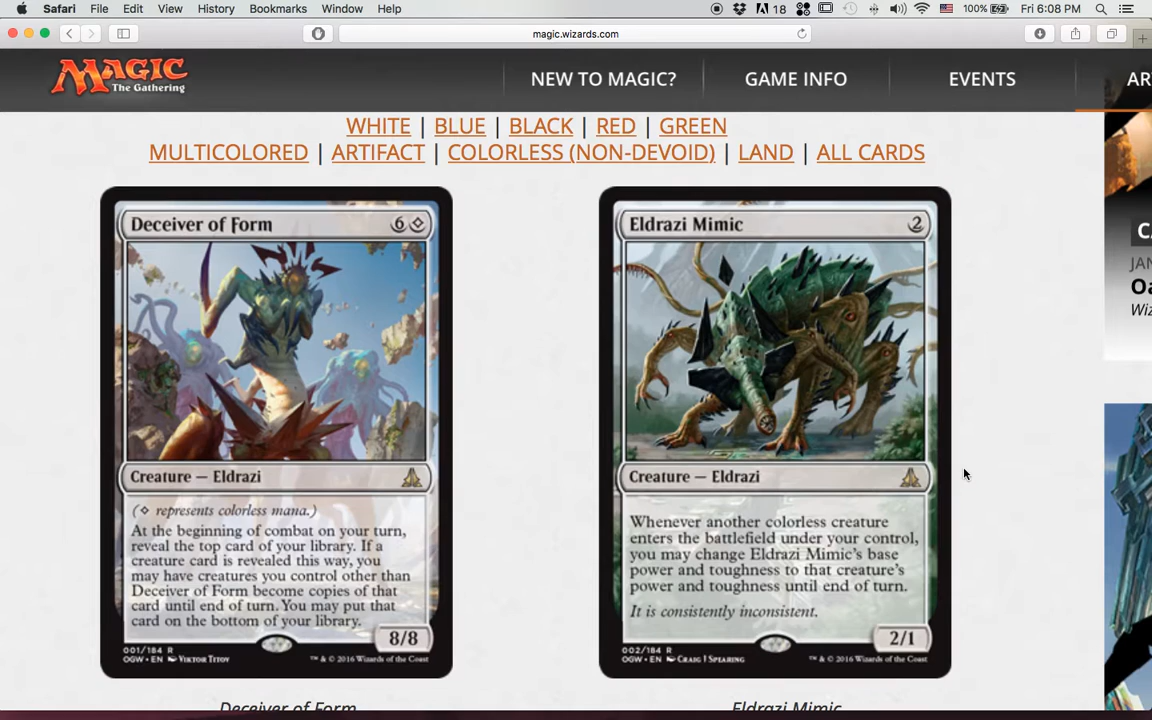 Safari File Edit View History Bookmarks Window Help 18 100% Fri 6:08 PM
magic.wizards.com
MAGIC The Gathering
NEW TO MAGIC? GAME INFO EVENTS AR
WHITE | BLUE | BLACK | RED | GREEN
MULTICOLORED | ARTIFACT | COLORLESS (NON-DEVOID) | LAND | ALL CARDS
Deceiver of Form 6
Creature — Eldrazi
(◇ represents colorless mana.)
At the beginning of combat on your turn,
reveal the top card of your library. If a
creature card is revealed this way, you
may have creatures you control other than
Deceiver of Form become copies of that
card until end of turn. You may put that
card on the bottom of your library.
8/8
001/184 R
OGW • EN Viktor Titov ™ & © 2016 Wizards of the Coast
Deceiver of Form
Eldrazi Mimic 2
Creature — Eldrazi
Whenever another colorless creature
enters the battlefield under your control,
you may change Eldrazi Mimic's base
power and toughness to that creature's
power and toughness until end of turn.
It is consistently inconsistent.
2/1
002/184 R
OGW • EN Craig J Spearing ™ & © 2016 Wizards of the Coast
Eldrazi Mimic
C
JAN
Oa
Wiz